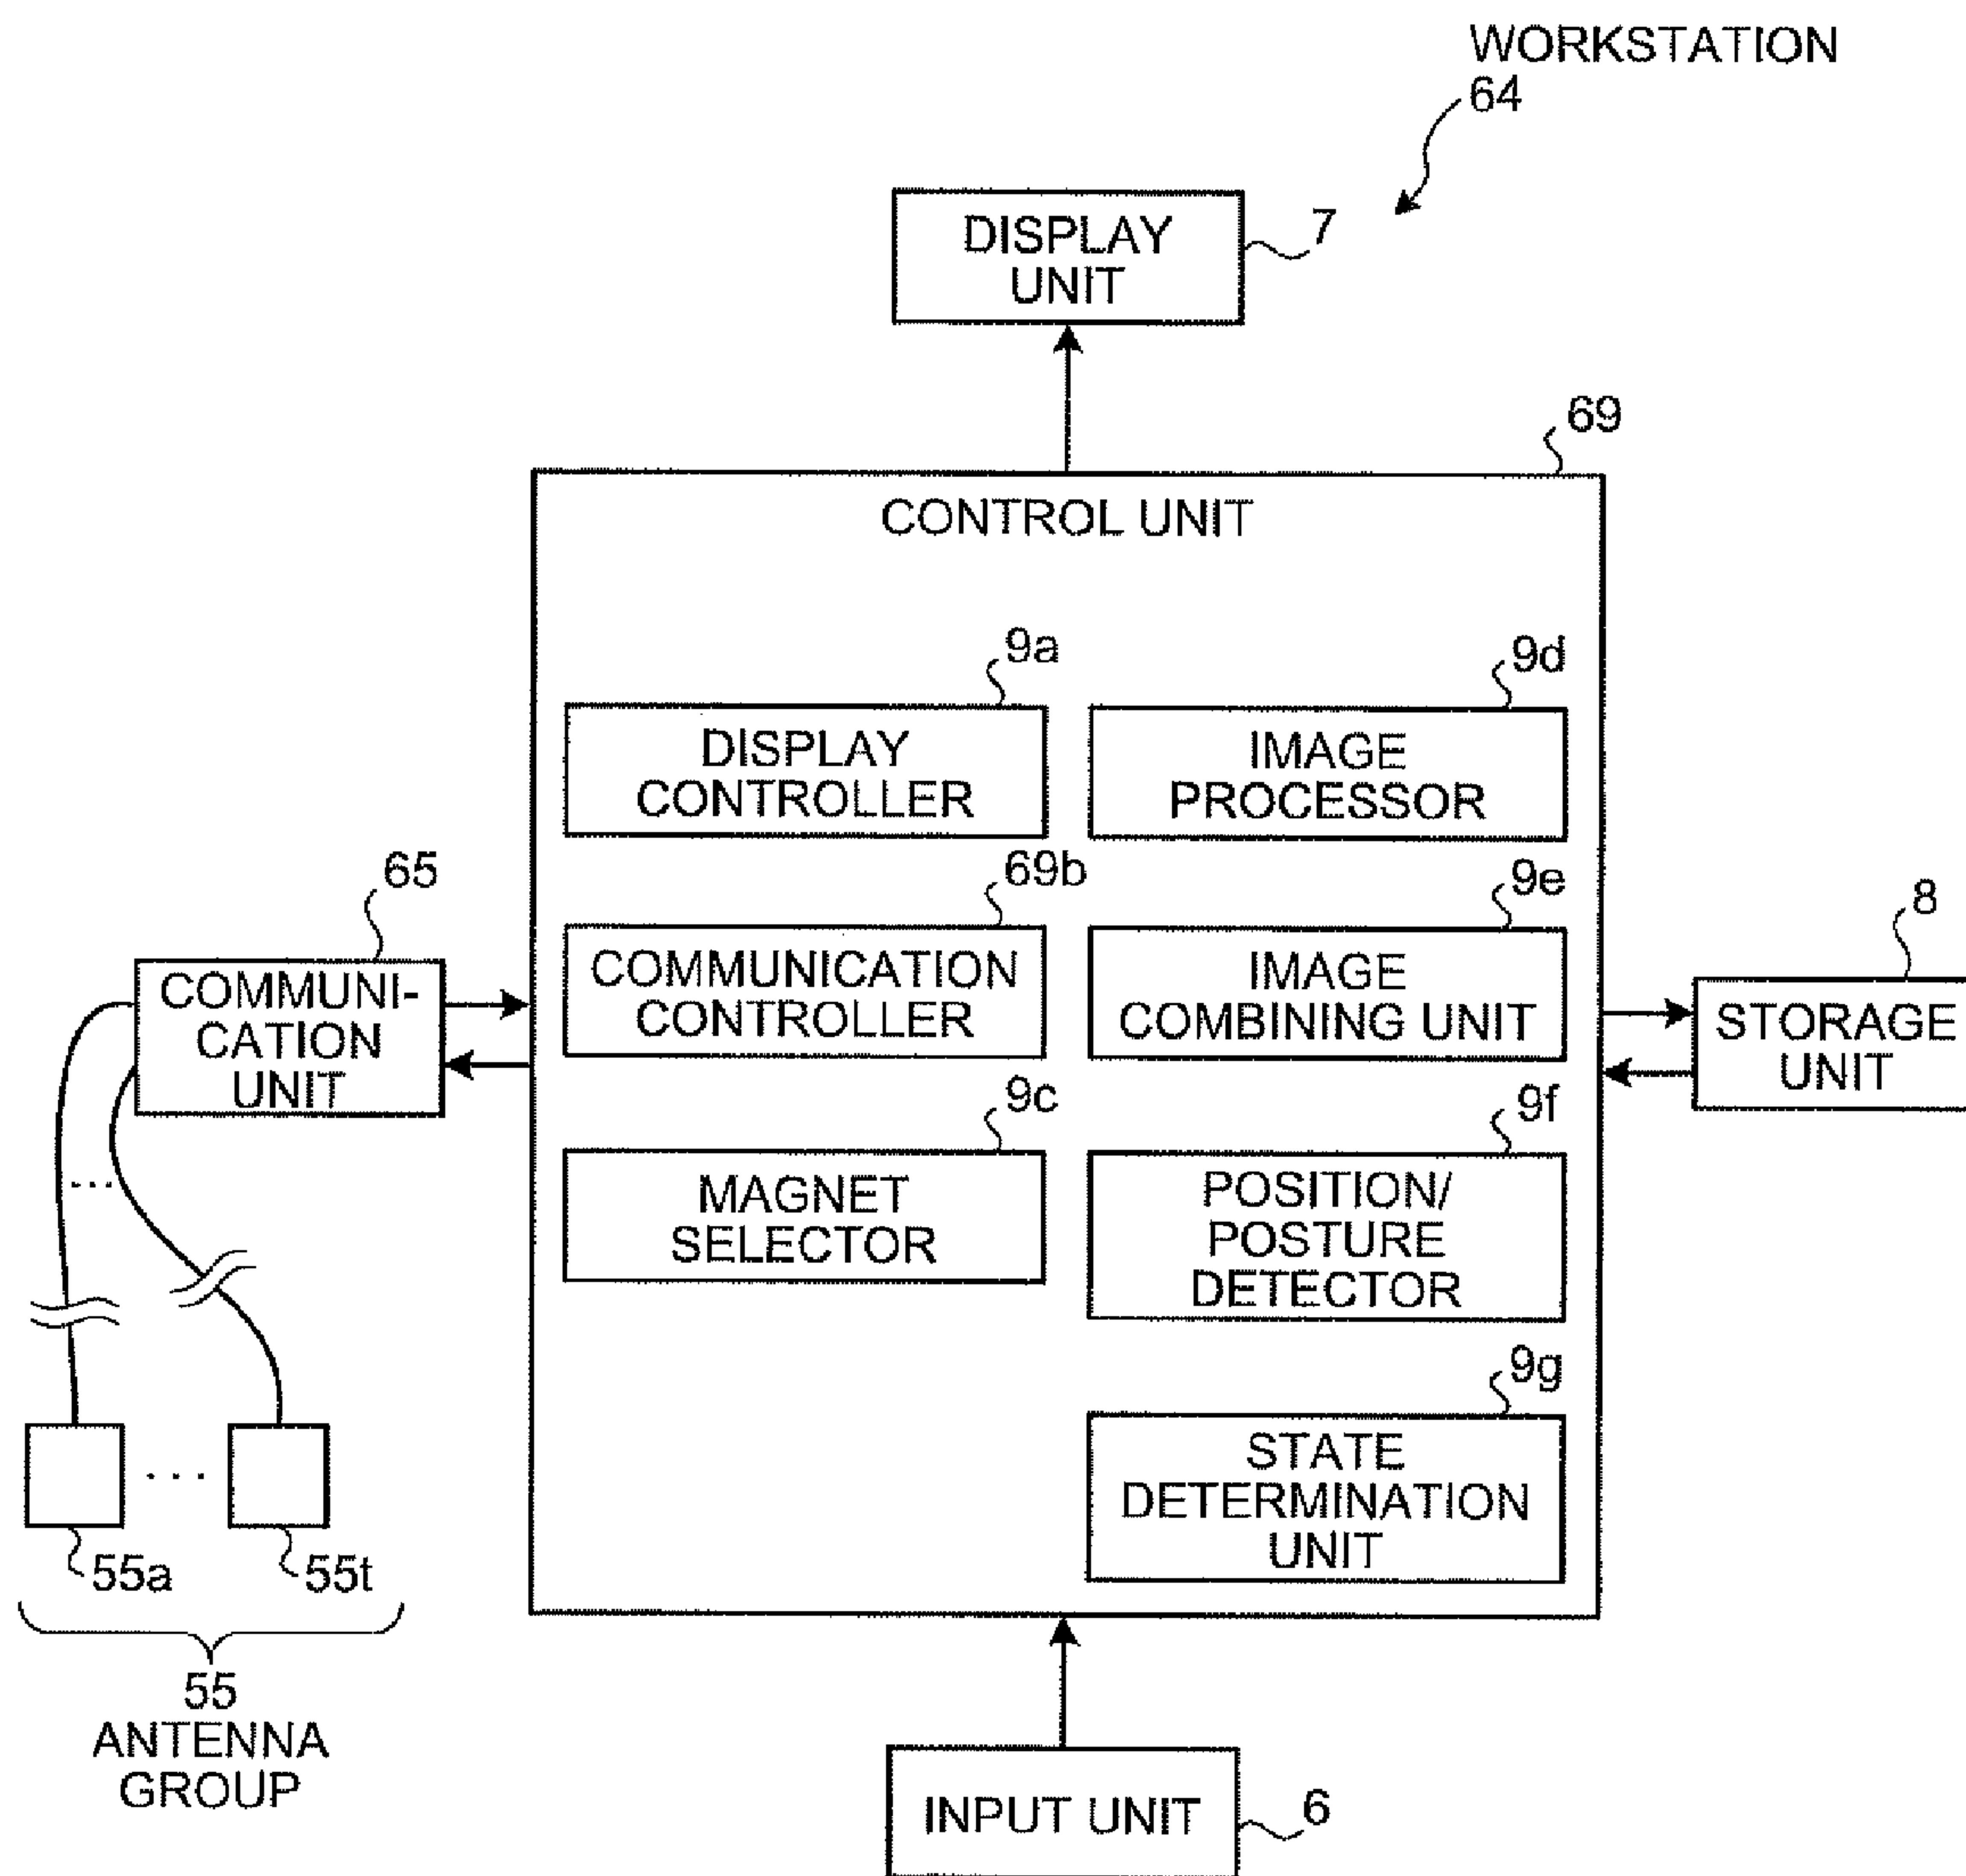 WORKSTATION
64
DISPLAY
UNIT
7
69
CONTROL UNIT
9a
DISPLAY
CONTROLLER
9d
IMAGE
PROCESSOR
65
COMMUNI-
CATION
UNIT
69b
COMMUNICATION
CONTROLLER
9e
IMAGE
COMBINING UNIT
8
STORAGE
UNIT
9c
MAGNET
SELECTOR
9f
POSITION/
POSTURE
DETECTOR
...
9g
STATE
DETERMINATION
UNIT
...
55a
55t
55
ANTENNA
GROUP
INPUT UNIT
6